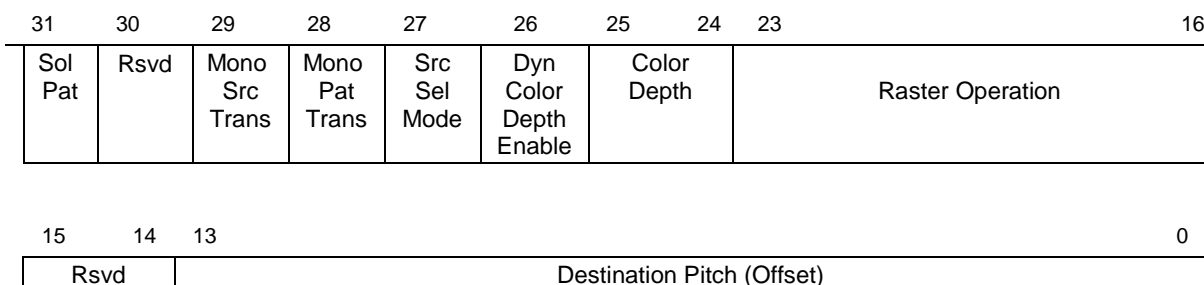 31 30 29 28 27 26 25 24 23 16
Sol Rsvd Mono Mono Src Dyn Color
Pat Src Pat Sel Color Depth Raster Operation
Trans Trans Mode Depth
Enable
15 14 13 0
Rsvd Destination Pitch (Offset)